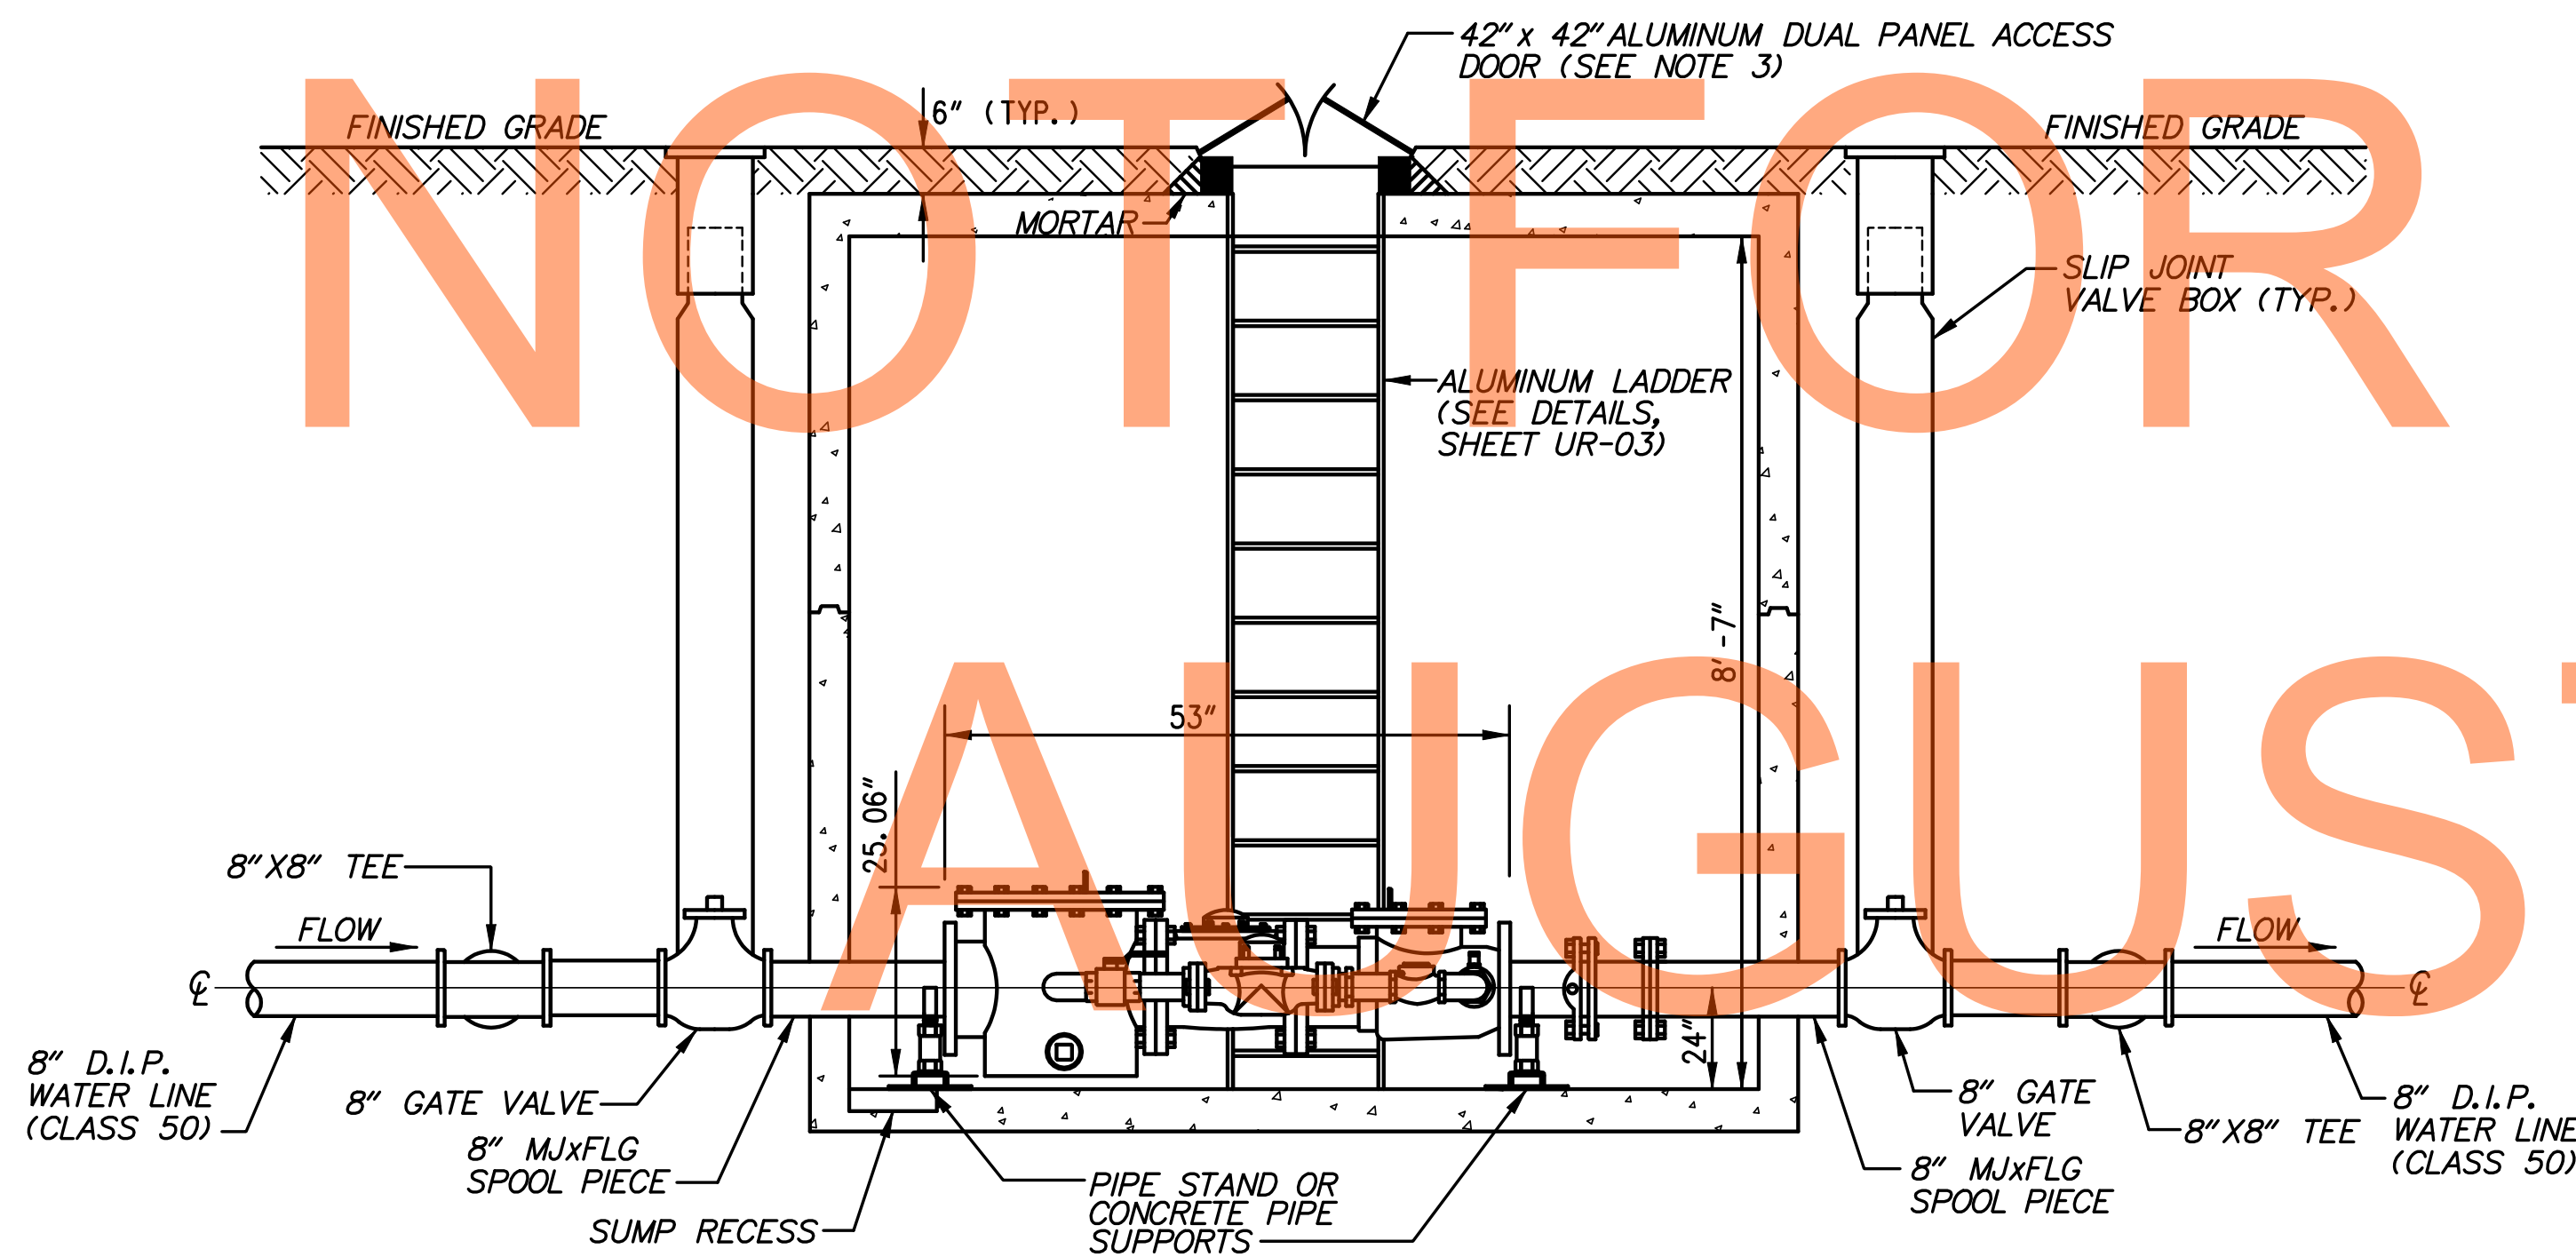 42" x 42" ALUMINUM DUAL PANEL ACCESS
DOOR (SEE NOTE 3)
6" (TYP.)
FINISHED GRADE
FINISHED GRADE
NOT FOR
MORTAR
SLIP JOINT
VALVE BOX (TYP.)
ALUMINUM LADDER
(SEE DETAILS,
SHEET UR-03)
8'-7"
53"
25.06"
AUGUST
8"X8" TEE
FLOW
FLOW
℄
℄
24"
8" D.I.P.
WATER LINE
(CLASS 50)
8" GATE VALVE
8" MJxFLG
SPOOL PIECE
SUMP RECESS
PIPE STAND OR
CONCRETE PIPE
SUPPORTS
8" GATE
VALVE
8" MJxFLG
SPOOL PIECE
8"X8" TEE
8" D.I.P.
WATER LINE
(CLASS 50)